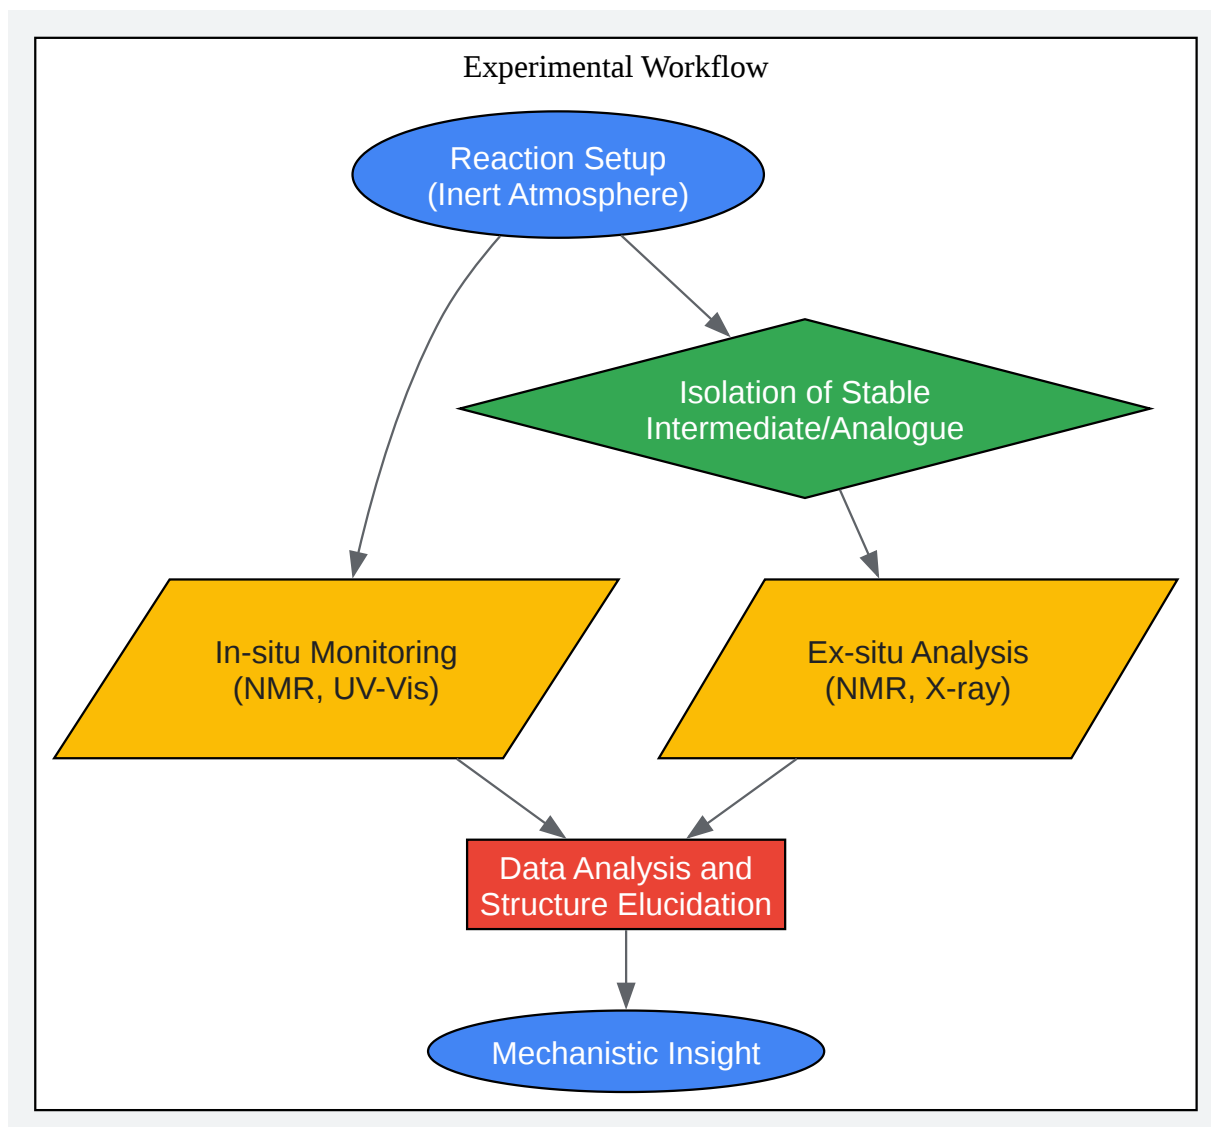 Experimental Workflow
Reaction Setup
(Inert Atmosphere)
Isolation of Stable
Intermediate/Analogue
In-situ Monitoring
(NMR, UV-Vis)
Ex-situ Analysis
(NMR, X-ray)
Data Analysis and
Structure Elucidation
Mechanistic Insight